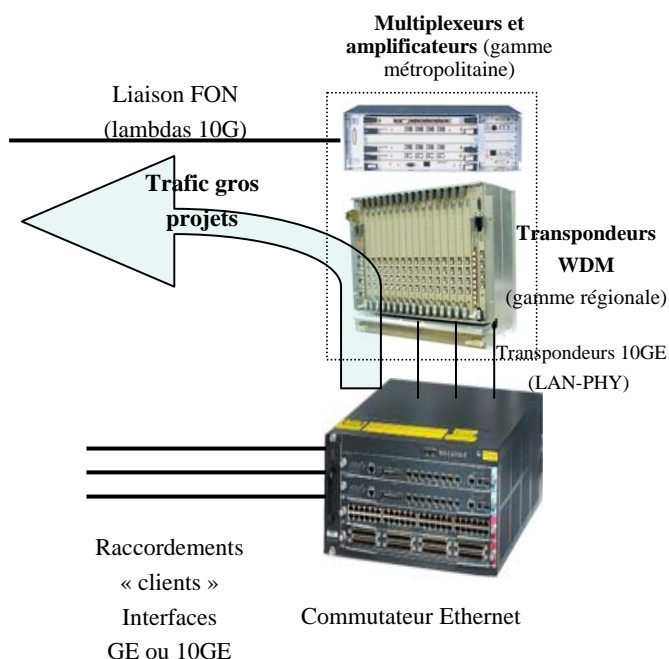 Multiplexeurs et
amplificateurs (gamme
métropolitaine)
Liaison FON
(lambdas 10G)
Trafic gros
projets
Transpondeurs
WDM
(gamme régionale)
Transpondeurs 10GE
(LAN-PHY)
Raccordements
« clients »
Interfaces
GE ou 10GE
Commutateur Ethernet